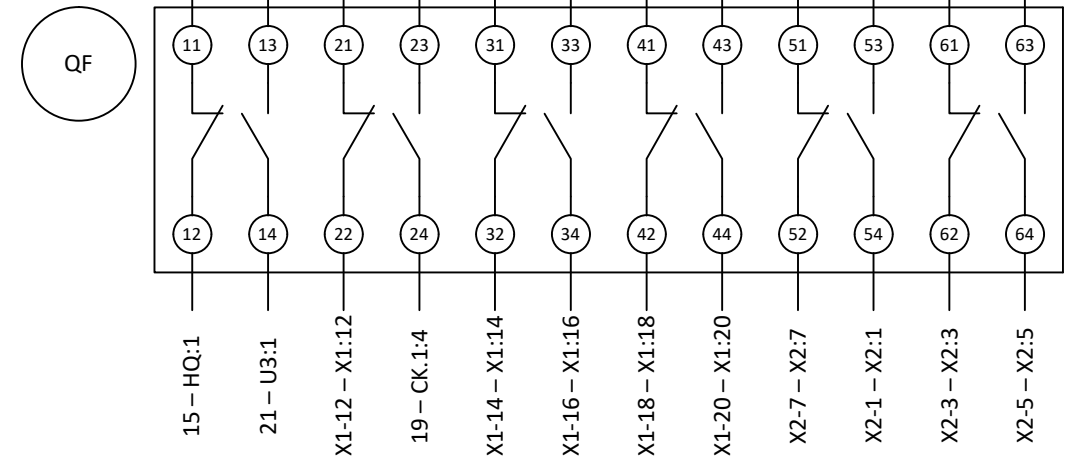 QF
11 13 21 23 31 33 41 43 51 53 61 63
12 14 22 24 32 34 42 44 52 54 62 64
15 – HQ:1
21 – U3:1
X1-12 – X1:12
19 – CK.1:4
X1-14 – X1:14
X1-16 – X1:16
X1-18 – X1:18
X1-20 – X1:20
X2-7 – X2:7
X2-1 – X2:1
X2-3 – X2:3
X2-5 – X2:5